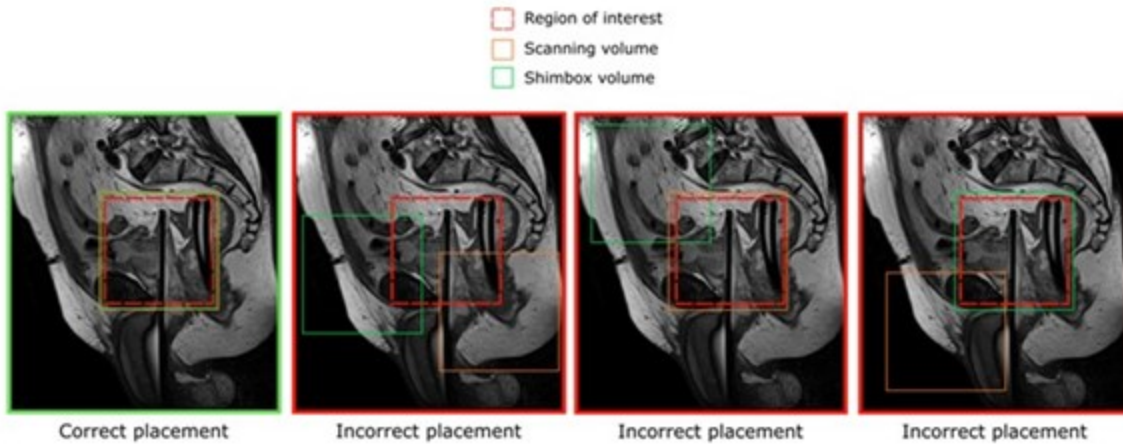 Region of interest
Scanning volume
Shimbox volume
Correct placement
Incorrect placement
Incorrect placement
Incorrect placement